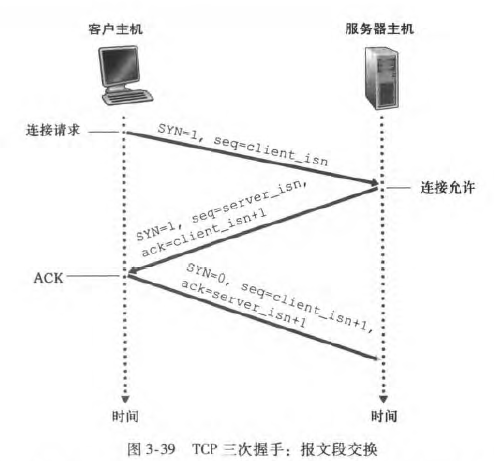 客户主机
服务器主机
连接请求
SYN=1, seq=client_isn
连接允许
SYN=1, seq=server_isn,
ack=client_isn+1
ACK
SYN=0, seq=client_isn+1,
ack=server_isn+1
时间
时间
图 3-39 TCP 三次握手：报文段交换